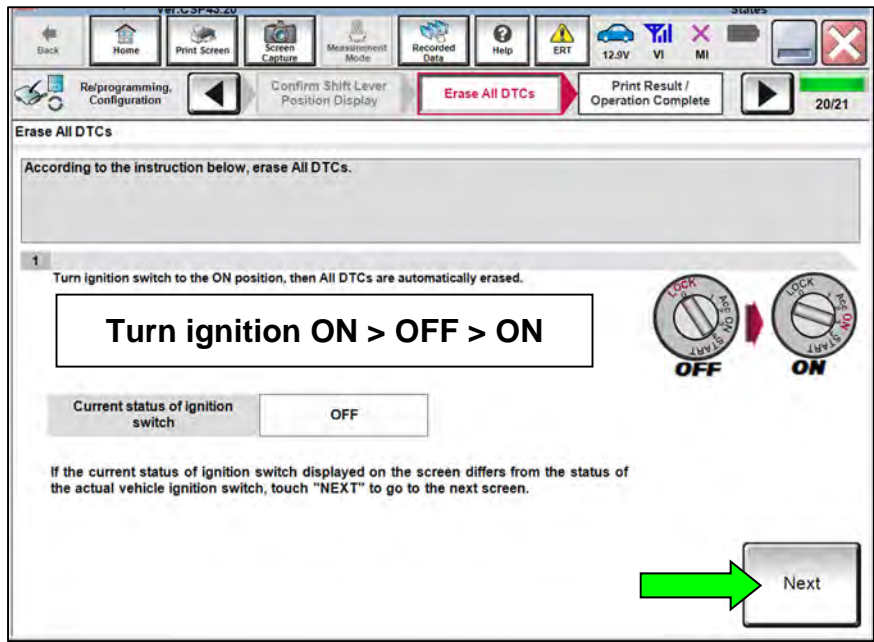 Ver.CSP43.20
States
Back
Home
Print Screen
Screen
Capture
Measurement
Mode
Recorded
Data
Help
ERT
12.9V
VI
MI
Re/programming,
Configuration
Confirm Shift Lever
Position Display
Erase All DTCs
Print Result /
Operation Complete
20/21
Erase All DTCs
According to the instruction below, erase All DTCs.
1
Turn ignition switch to the ON position, then All DTCs are automatically erased.
Turn ignition ON > OFF > ON
LOCK
0
Acc
ON
START
OFF
LOCK
Acc
ON
START
ON
Current status of ignition
switch
OFF
If the current status of ignition switch displayed on the screen differs from the status of
the actual vehicle ignition switch, touch "NEXT" to go to the next screen.
Next